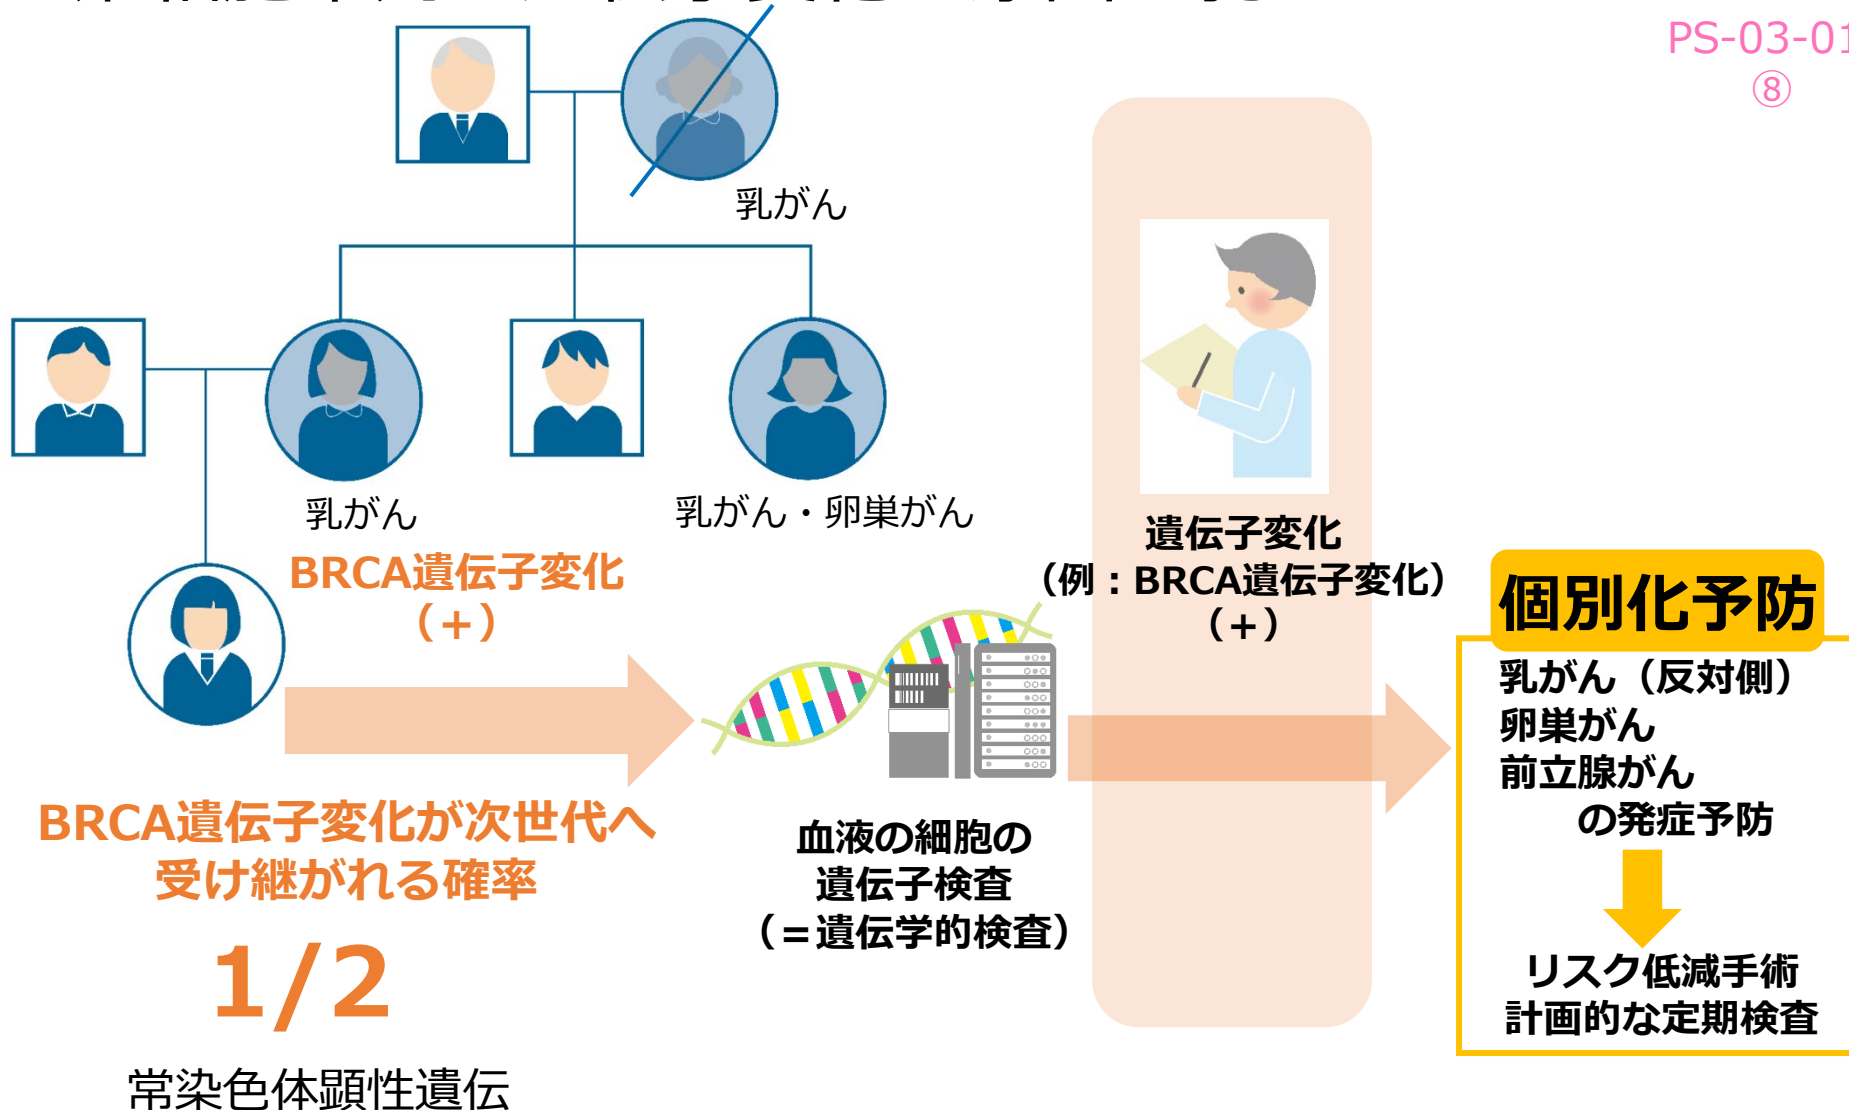 PS-03-01
⑧
乳がん
乳がん
乳がん・卵巣がん
BRCA遺伝子変化
（＋）
BRCA遺伝子変化が次世代へ
受け継がれる確率
1/2
常染色体顕性遺伝
血液の細胞の
遺伝子検査
（＝遺伝学的検査）
遺伝子変化
（例：BRCA遺伝子変化）
（＋）
個別化予防
乳がん（反対側）
卵巣がん
前立腺がん
の発症予防
リスク低減手術
計画的な定期検査